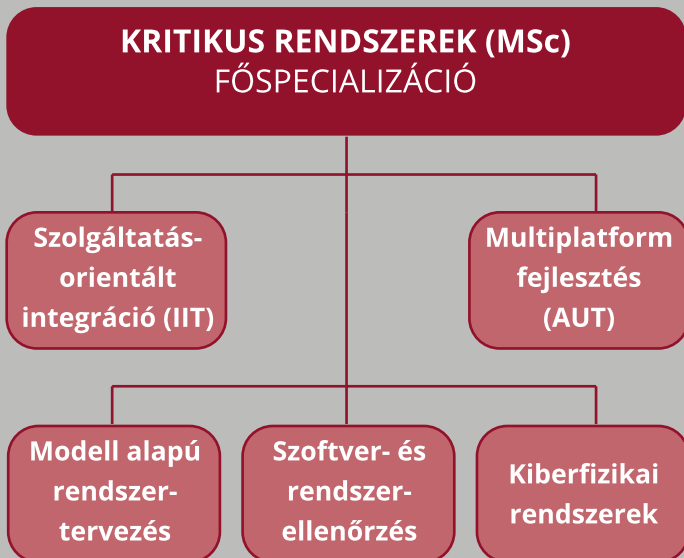 KRITIKUS RENDSZEREK (MSc)
FŐSPECIALIZÁCIÓ
Szolgáltatás-
orientált
integráció (IIT)
Multiplatform
fejlesztés
(AUT)
Modell alapú
rendszer-
tervezés
Szoftver- és
rendszer-
ellenőrzés
Kiberfizikai
rendszerek